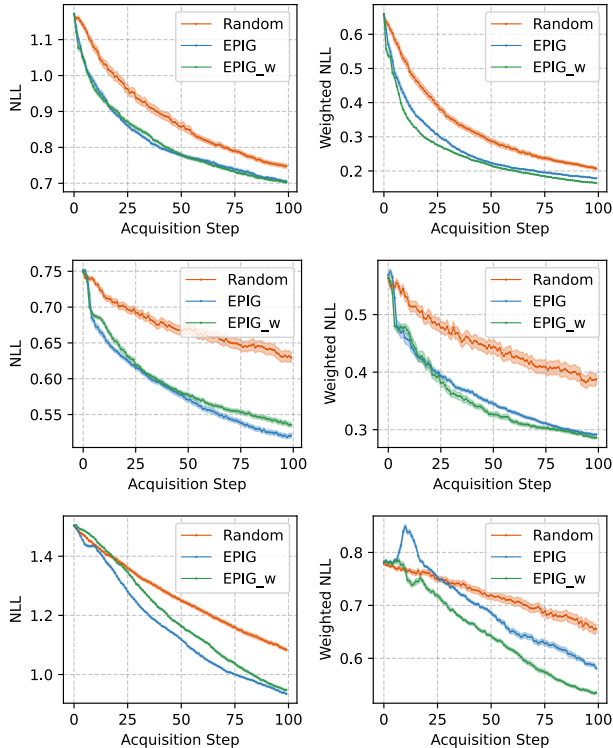 NLL
1.1
1.0
0.9
0.8
0.7
0 25 50 75 100
Acquisition Step
Random
EPIG
EPIG_w
Weighted NLL
0.6
0.5
0.4
0.3
0.2
0 25 50 75 100
Acquisition Step
Random
EPIG
EPIG_w
NLL
0.75
0.70
0.65
0.60
0.55
0 25 50 75 100
Acquisition Step
Random
EPIG
EPIG_w
Weighted NLL
0.5
0.4
0.3
0 25 50 75 100
Acquisition Step
Random
EPIG
EPIG_w
NLL
1.4
1.2
1.0
0 25 50 75 100
Acquisition Step
Random
EPIG
EPIG_w
Weighted NLL
0.8
0.7
0.6
0 25 50 75 100
Acquisition Step
Random
EPIG
EPIG_w